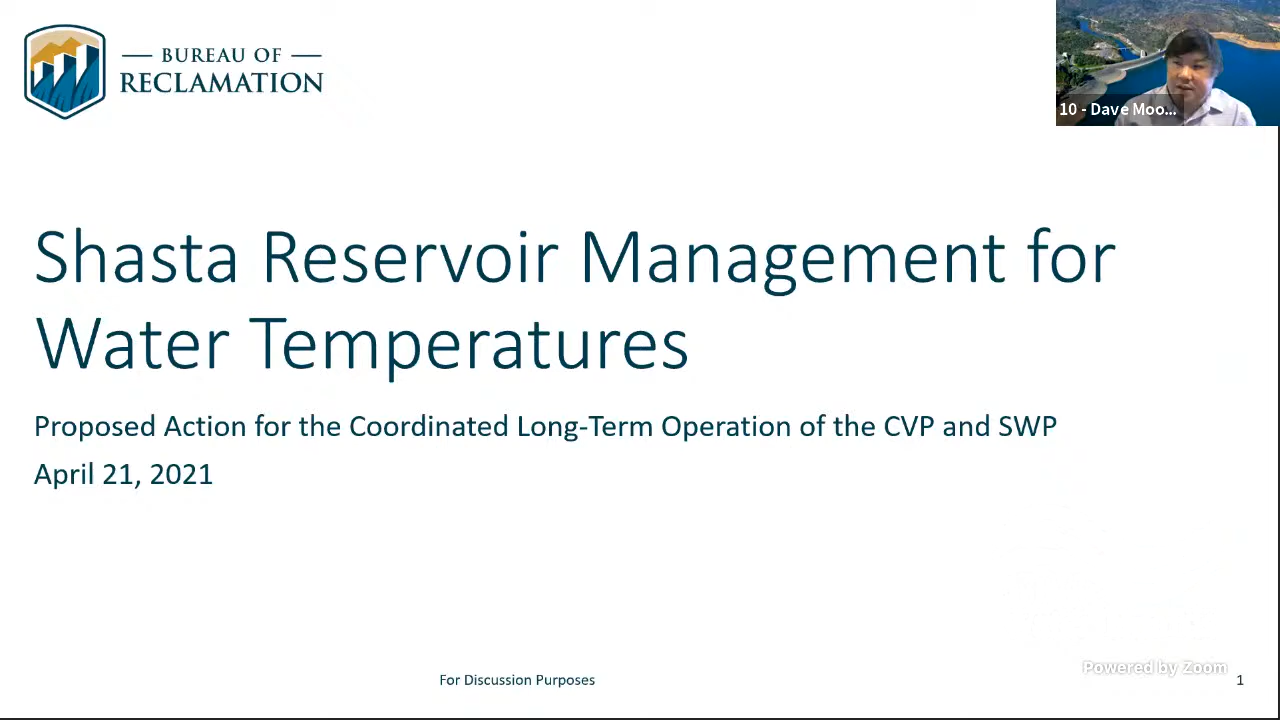 BUREAU OF
RECLAMATION
10 - Dave Moo...
Shasta Reservoir Management for
Water Temperatures
Proposed Action for the Coordinated Long-Term Operation of the CVP and SWP
April 21, 2021
Powered by Zoom
For Discussion Purposes
1